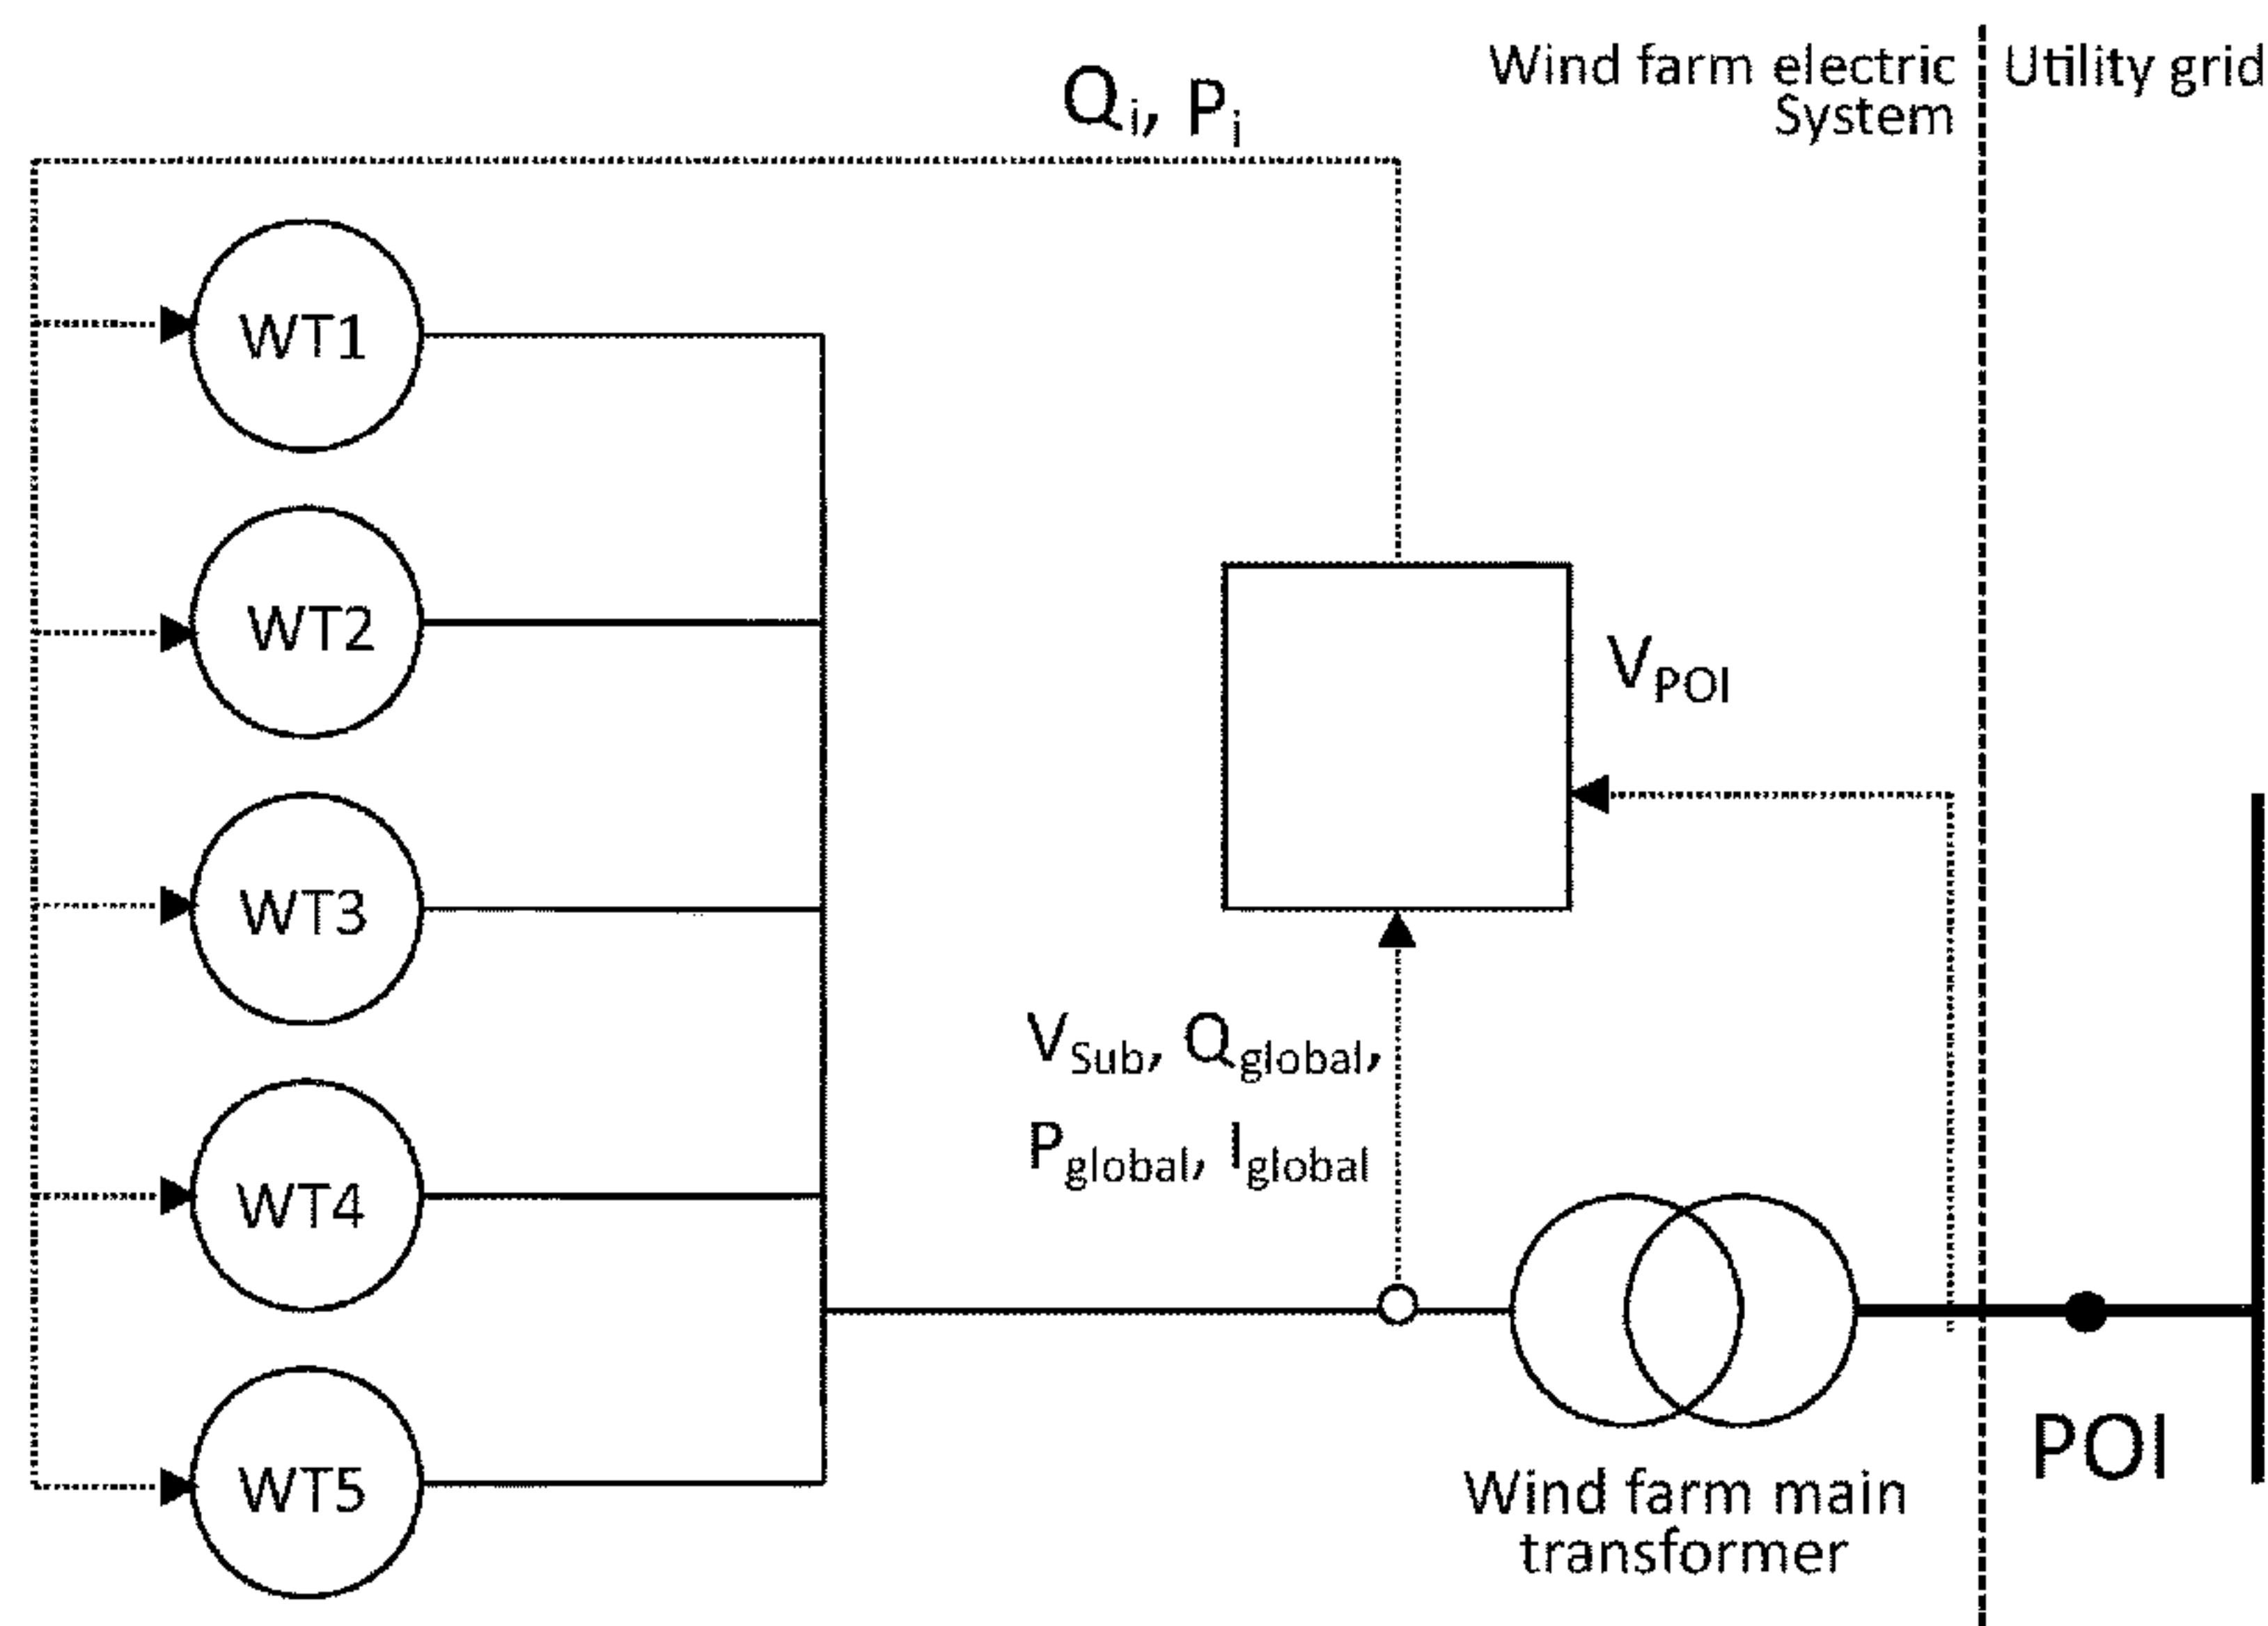 Wind farm electric
System
Utility grid
Qi, Pi
WT1
WT2
WT3
WT4
WT5
VPOI
VSub, Qglobal,
Pglobal, Iglobal
POI
Wind farm main
transformer